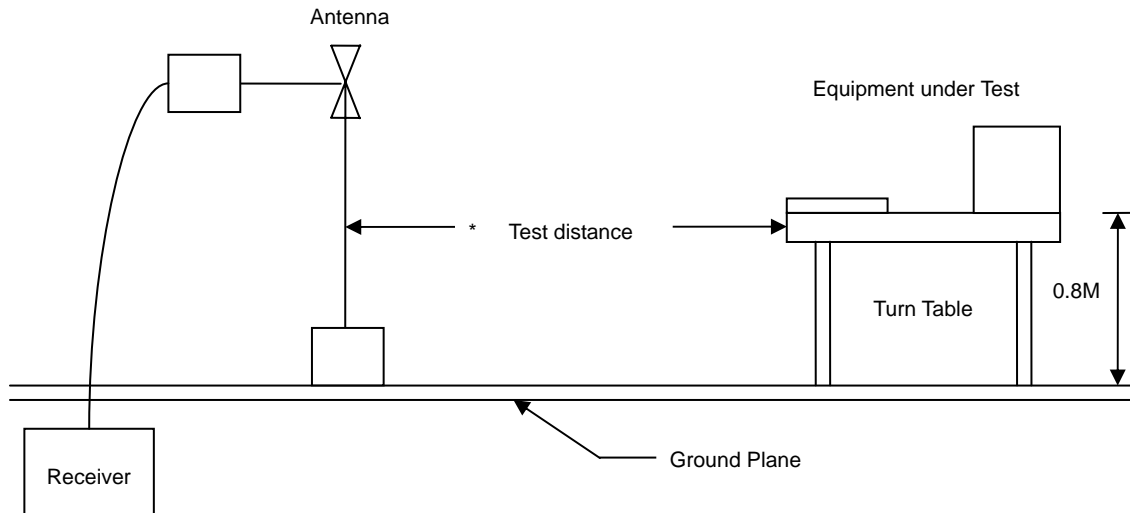 Antenna
Equipment under Test
* Test distance
0.8M
Turn Table
Ground Plane
Receiver